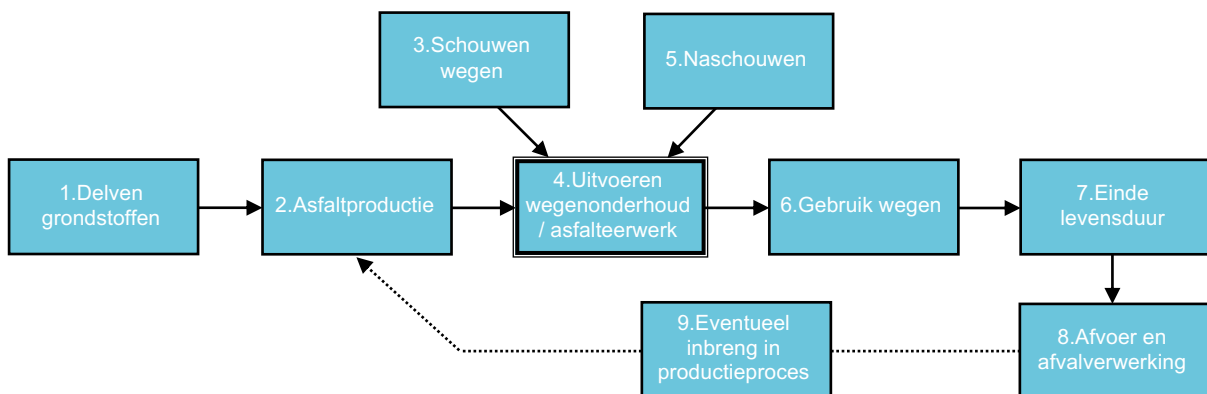 3.Schouwen
wegen
5.Naschouwen
1.Delven
grondstoffen
2.Asfaltproductie
4.Uitvoeren
wegenonderhoud
/ asfalteerwerk
6.Gebruik wegen
7.Einde
levensduur
9.Eventueel
inbreng in
productieproces
8.Afvoer en
afvalverwerking